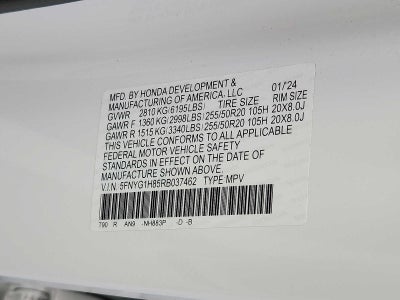 MFD. BY HONDA DEVELOPMENT &
MANUFACTURING OF AMERICA, LLC 01/24
GVWR 2810 KG(6195LBS) TIRE SIZE RIM SIZE
GAWR F 1360 KG(2998LBS) 255/50R20 105H 20X8.0J
GAWR R 1515 KG(3340LBS) 255/50R20 105H 20X8.0J
THIS VEHICLE CONFORMS TO ALL APPLICABLE
FEDERAL MOTOR VEHICLE SAFETY
STANDARDS IN EFFECT ON THE DATE OF
MANUFACTURE SHOWN ABOVE.
V.I.N. 5FNYG1H85RB037462 TYPE MPV
790 R AN9 -NH883P -D -B